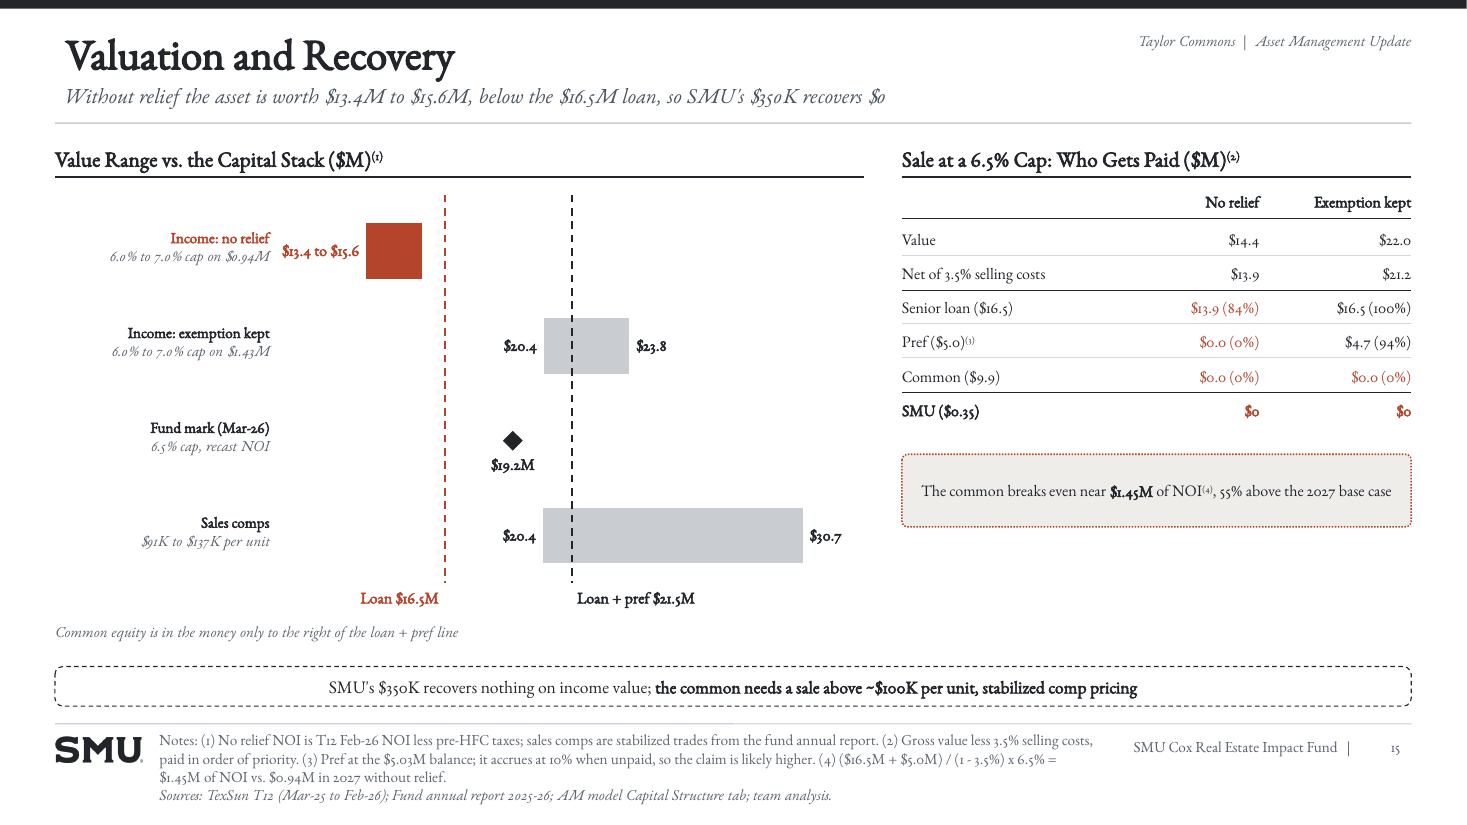 Taylor Commons | Asset Management Update
Valuation and Recovery
Without relief the asset is worth $13.4M to $15.6M, below the $16.5M loan, so SMU's $350K recovers $0
Value Range vs. the Capital Stack ($M)(1)
Income: no relief
6.0% to 7.0% cap on $0.94M
$13.4 to $15.6
Income: exemption kept
6.0% to 7.0% cap on $1.43M
$20.4
$23.8
Fund mark (Mar-26)
6.5% cap, recast NOI
$19.2M
Sales comps
$91K to $137K per unit
$20.4
$30.7
Loan $16.5M
Loan + pref $21.5M
Common equity is in the money only to the right of the loan + pref line
Sale at a 6.5% Cap: Who Gets Paid ($M)(2)
No relief Exemption kept
Value $14.4 $22.0
Net of 3.5% selling costs $13.9 $21.2
Senior loan ($16.5) $13.9 (84%) $16.5 (100%)
Pref ($5.0)(3) $0.0 (0%) $4.7 (94%)
Common ($9.9) $0.0 (0%) $0.0 (0%)
SMU ($0.35) $0 $0
The common breaks even near $1.45M of NOI(4), 55% above the 2027 base case
SMU's $350K recovers nothing on income value; the common needs a sale above ~$100K per unit, stabilized comp pricing
SMU
Notes: (1) No relief NOI is T12 Feb-26 NOI less pre-HFC taxes; sales comps are stabilized trades from the fund annual report. (2) Gross value less 3.5% selling costs,
paid in order of priority. (3) Pref at the $5.03M balance; it accrues at 10% when unpaid, so the claim is likely higher. (4) ($16.5M + $5.0M) / (1 - 3.5%) x 6.5% =
$1.45M of NOI vs. $0.94M in 2027 without relief.
Sources: TexSun T12 (Mar-25 to Feb-26); Fund annual report 2025-26; AM model Capital Structure tab; team analysis.
SMU Cox Real Estate Impact Fund | 15